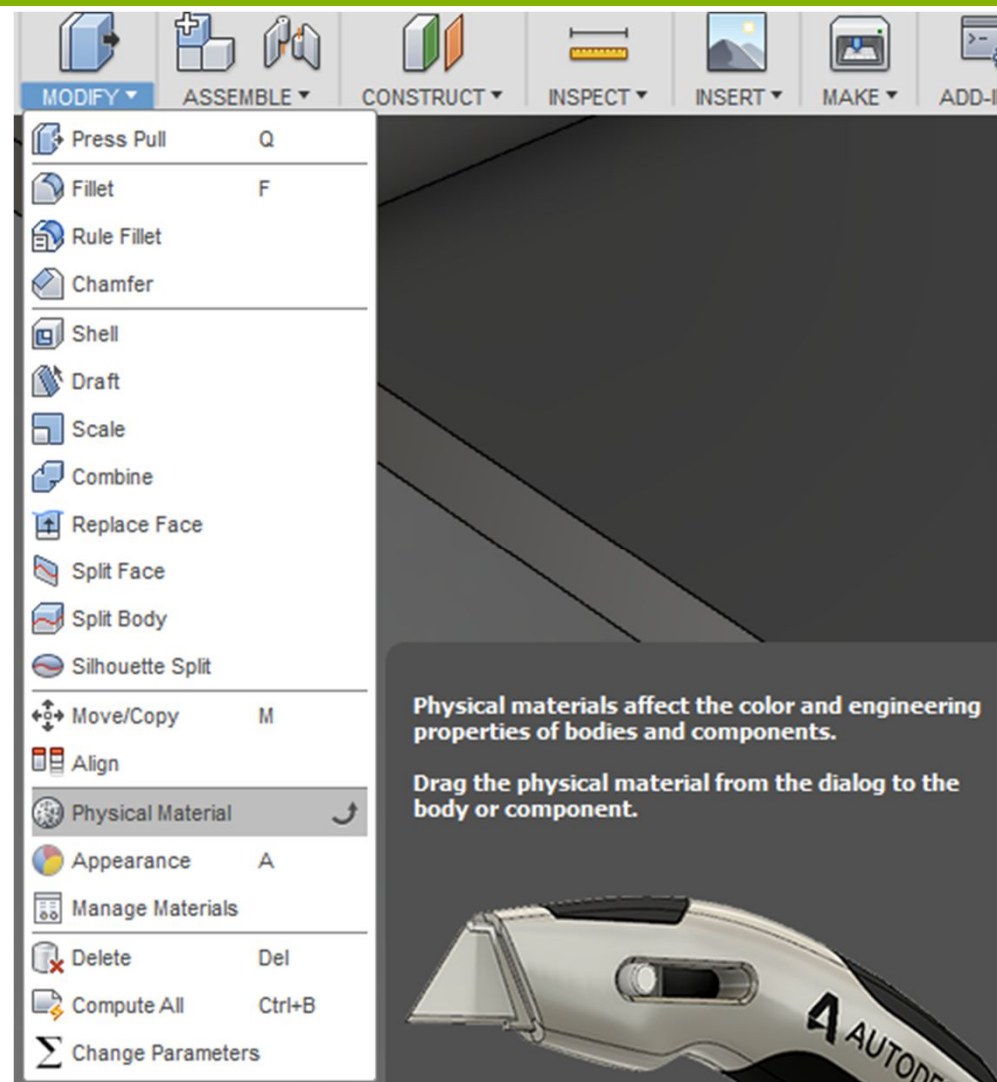 MODIFY ASSEMBLE CONSTRUCT INSPECT INSERT MAKE
Press Pull Q
Fillet F
Rule Fillet
Chamfer
Shell
Draft
Scale
Combine
Replace Face
Split Face
Split Body
Silhouette Split
Move/Copy M
Align
Physical Material
Appearance A
Manage Materials
Delete Del
Compute All Ctrl+B
Change Parameters
Physical materials affect the color and engineering
properties of bodies and components.
Drag the physical material from the dialog to the
body or component.